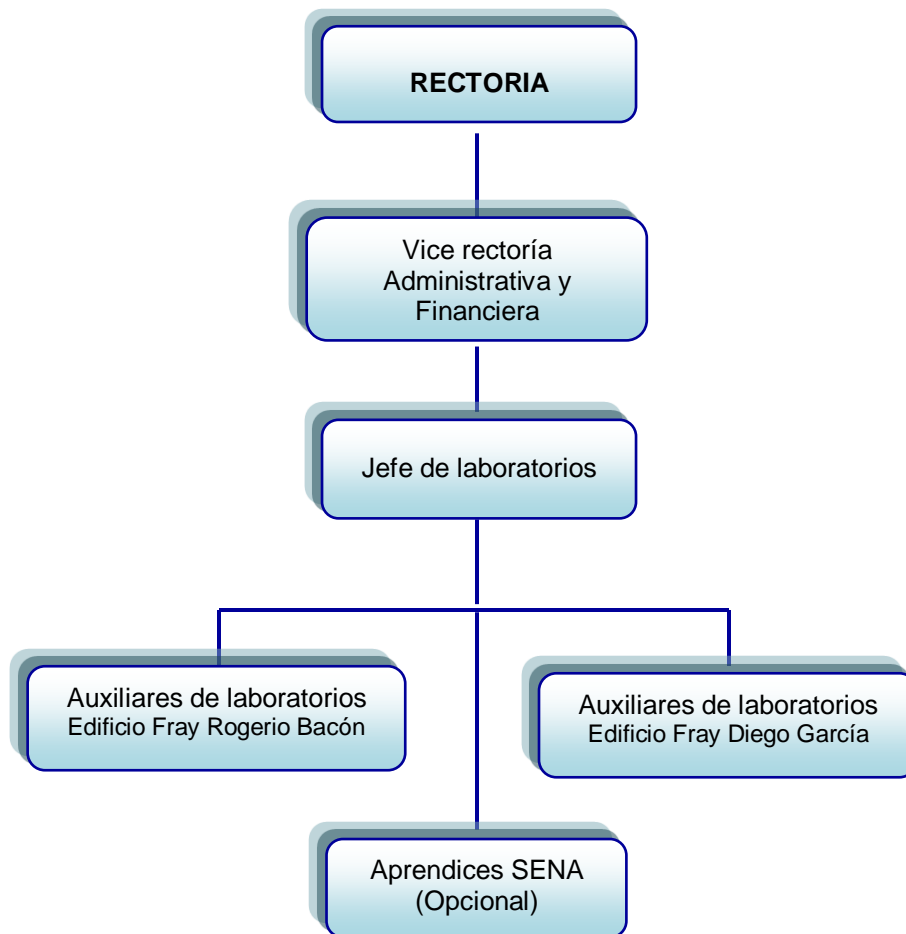 RECTORIA
Vice rectoría
Administrativa y
Financiera
Jefe de laboratorios
Auxiliares de laboratorios
Edificio Fray Rogerio Bacón
Auxiliares de laboratorios
Edificio Fray Diego García
Aprendices SENA
(Opcional)